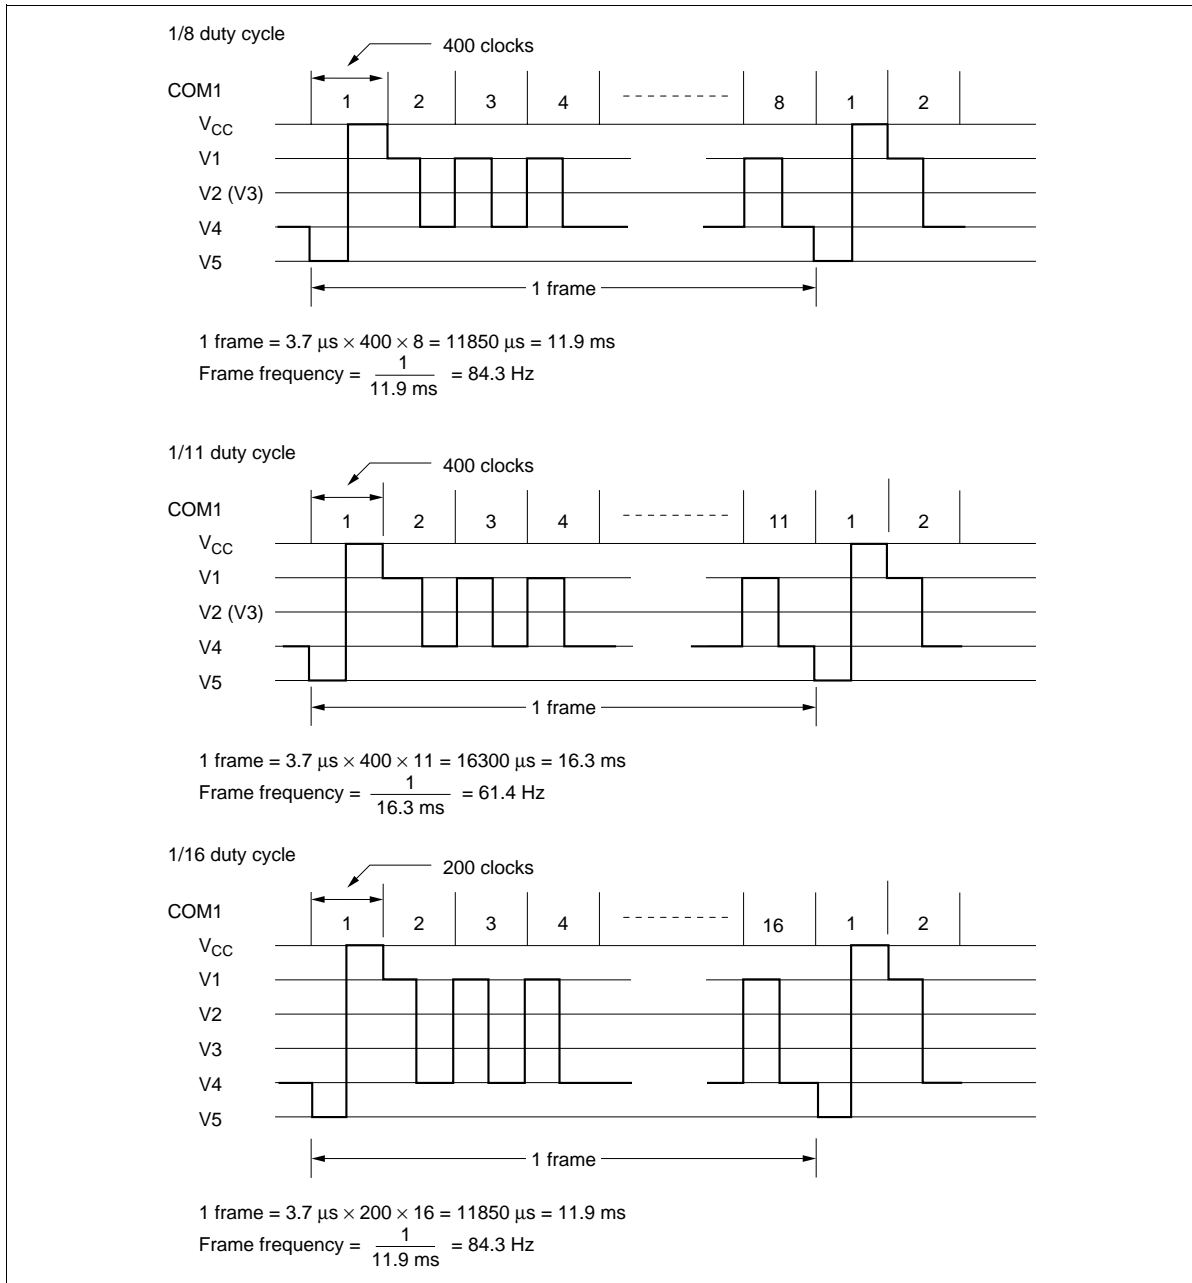 1/8 duty cycle
400 clocks
COM1
1 2 3 4 8 1 2
VCC
V1
V2 (V3)
V4
V5
1 frame
1 frame = 3.7 μs × 400 × 8 = 11850 μs = 11.9 ms
Frame frequency = 1 / 11.9 ms = 84.3 Hz
1/11 duty cycle
400 clocks
COM1
1 2 3 4 11 1 2
VCC
V1
V2 (V3)
V4
V5
1 frame
1 frame = 3.7 μs × 400 × 11 = 16300 μs = 16.3 ms
Frame frequency = 1 / 16.3 ms = 61.4 Hz
1/16 duty cycle
200 clocks
COM1
1 2 3 4 16 1 2
VCC
V1
V2
V3
V4
V5
1 frame
1 frame = 3.7 μs × 200 × 16 = 11850 μs = 11.9 ms
Frame frequency = 1 / 11.9 ms = 84.3 Hz